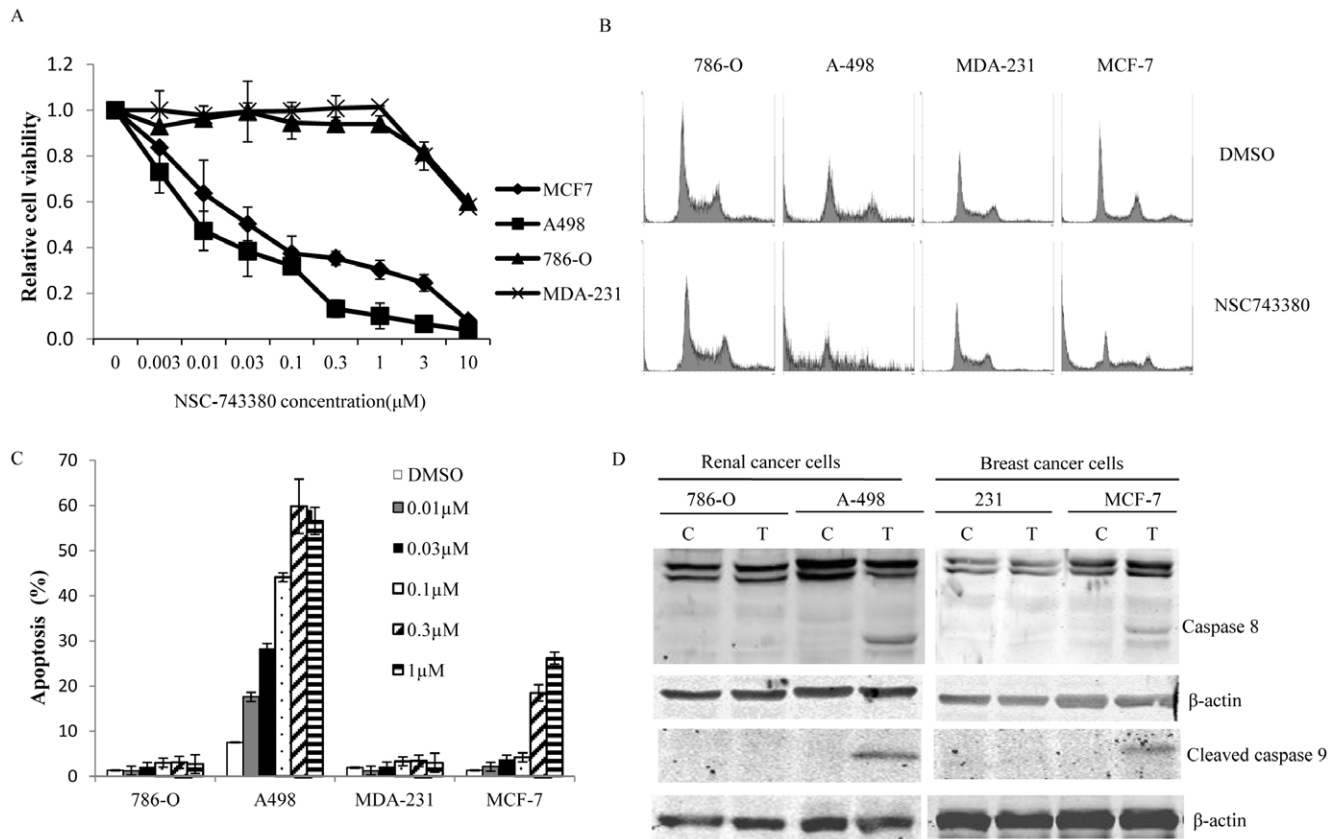 A
1.2
1.0
0.8
0.6
0.4
0.2
0.0
Relative cell viability
0 0.003 0.01 0.03 0.1 0.3 1 3 10
NSC-743380 concentration(µM)
MCF7
A498
786-O
MDA-231
B
786-O A-498 MDA-231 MCF-7
DMSO
NSC743380
C
70
60
50
40
30
20
10
0
Apoptosis (%)
DMSO
0.01µM
0.03µM
0.1µM
0.3µM
1µM
786-O A498 MDA-231 MCF-7
D
Renal cancer cells Breast cancer cells
786-O A-498 231 MCF-7
C T C T C T C T
Caspase 8
β-actin
Cleaved caspase 9
β-actin